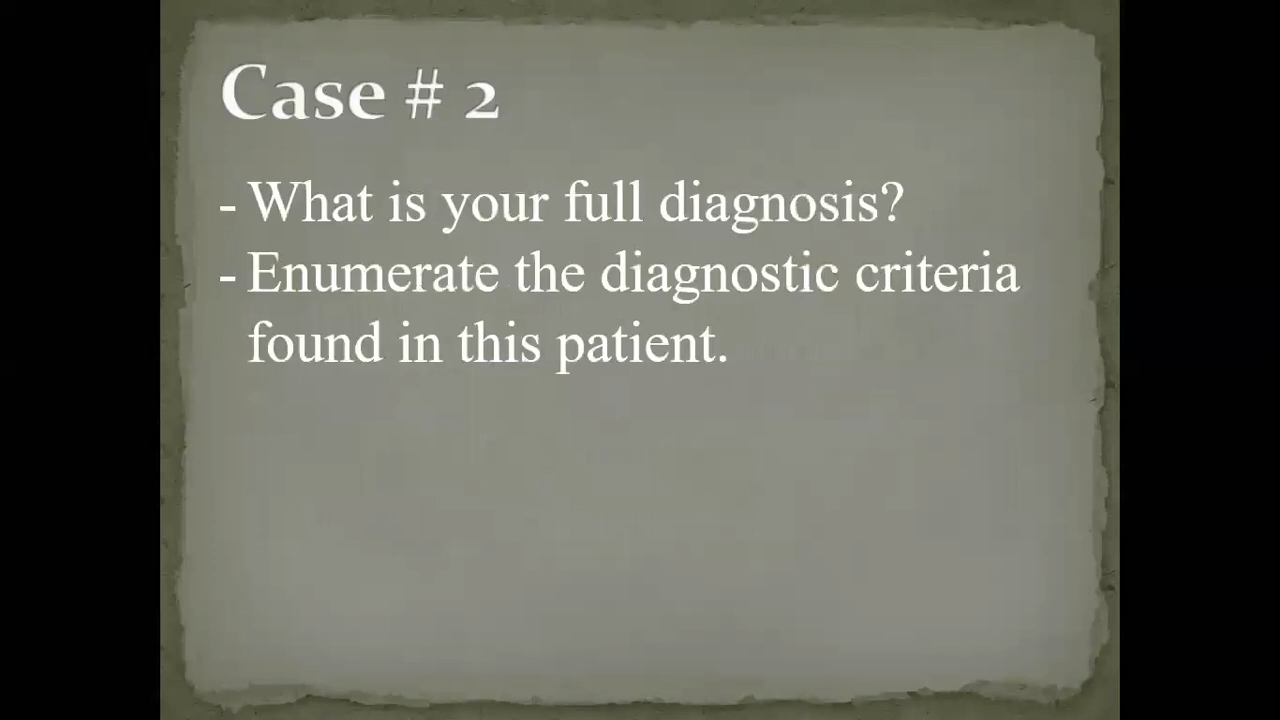 Case # 2
- What is your full diagnosis?
- Enumerate the diagnostic criteria
found in this patient.